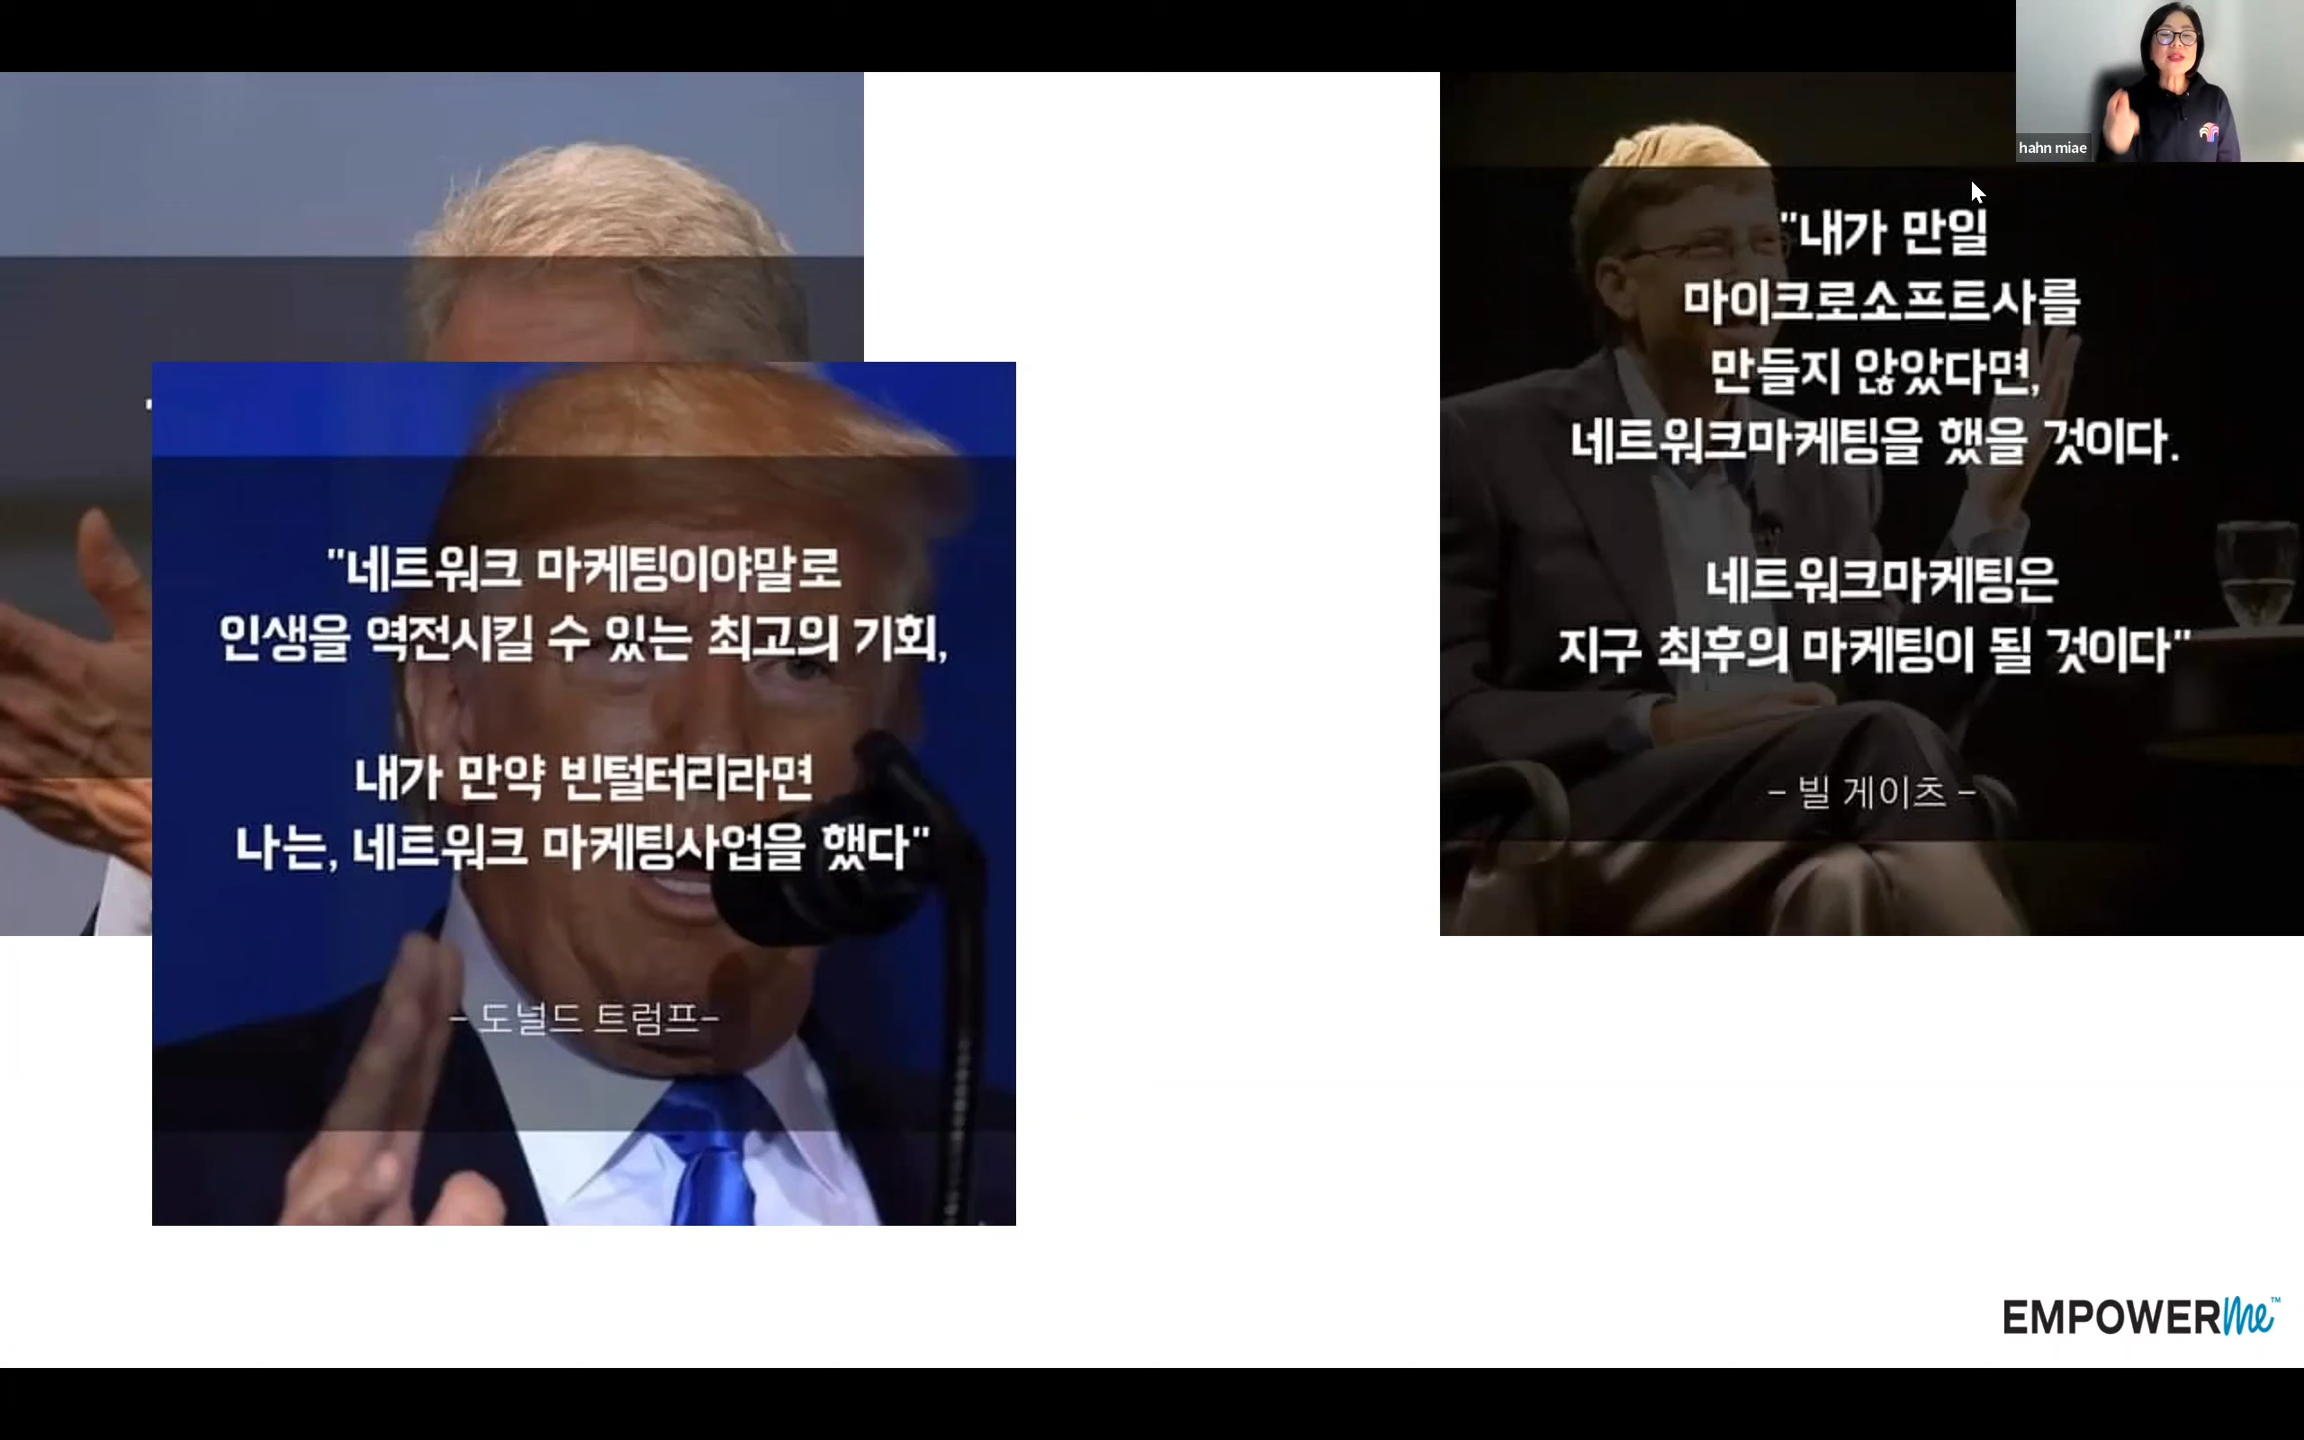 hahn miae
"네트워크 마케팅이야말로
인생을 역전시킬 수 있는 최고의 기회,
내가 만약 빈털터리라면
나는, 네트워크 마케팅사업을 했다"
- 도널드 트럼프-
"내가 만일
마이크로소프트사를
만들지 않았다면,
네트워크마케팅을 했을 것이다.
네트워크마케팅은
지구 최후의 마케팅이 될 것이다"
- 빌 게이츠 -
EMPOWERme™